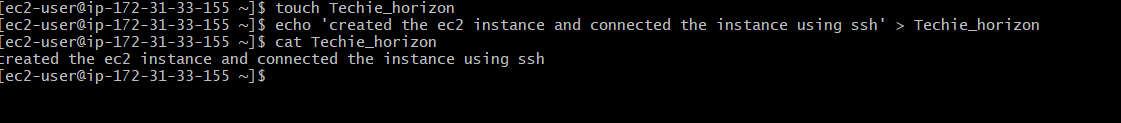 [ec2-user@ip-172-31-33-155 ~]$ touch Techie_horizon
[ec2-user@ip-172-31-33-155 ~]$ echo 'created the ec2 instance and connected the instance using ssh' > Techie_horizon
[ec2-user@ip-172-31-33-155 ~]$ cat Techie_horizon
created the ec2 instance and connected the instance using ssh
[ec2-user@ip-172-31-33-155 ~]$